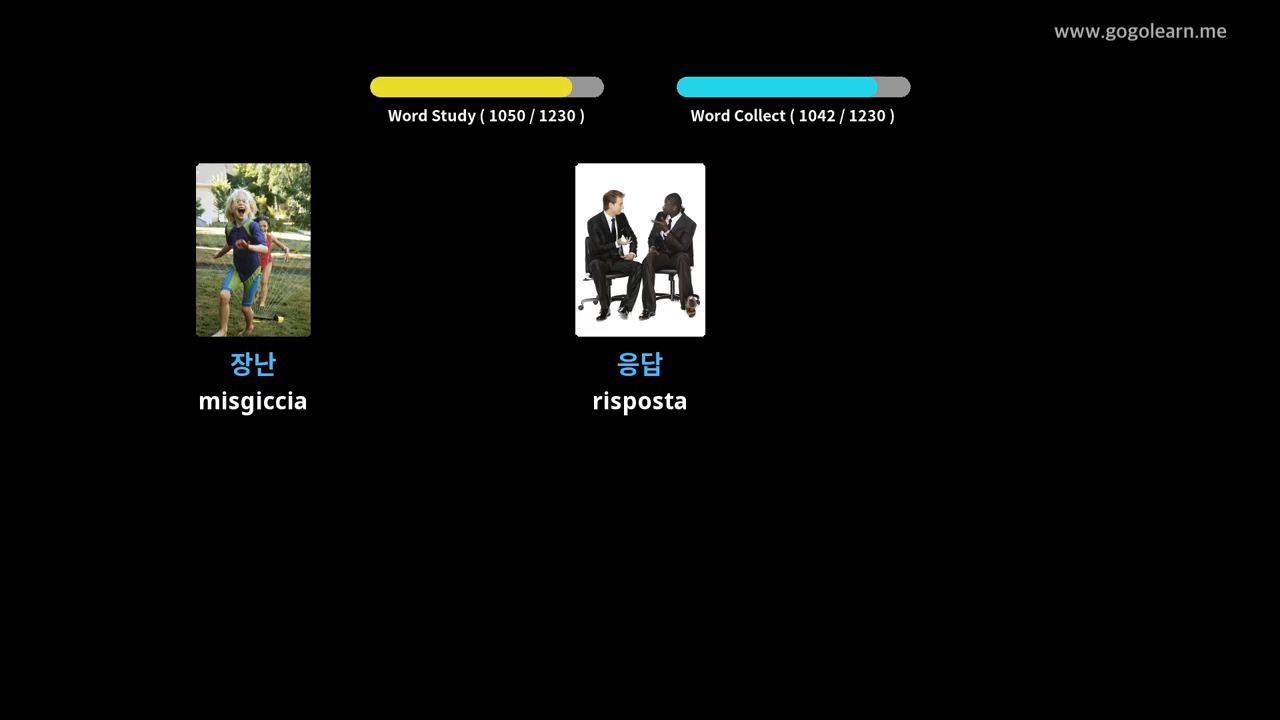 www.gogolearn.me
Word Study ( 1050 / 1230 )
Word Collect ( 1042 / 1230 )
장난
misgiccia
응답
risposta